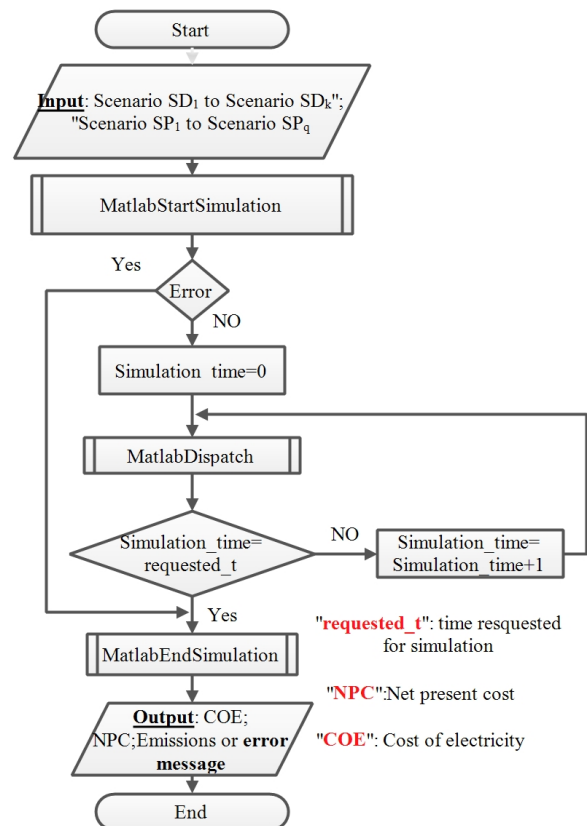 Start
Input: Scenario SD₁ to Scenario SDₖ";
"Scenario SP₁ to Scenario SP_q
MatlabStartSimulation
Yes
Error
NO
Simulation time=0
MatlabDispatch
Simulation_time=
requested_t
NO
Simulation_time=
Simulation_time+1
Yes
"requested_t": time resquested
for simulation
MatlabEndSimulation
"NPC":Net present cost
Output: COE;
NPC;Emissions or error
message
"COE": Cost of electricity
End